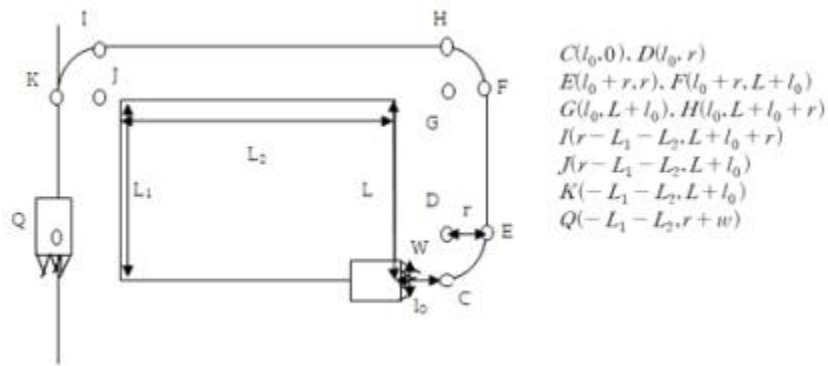 I
H
K
J
F
G
L₂
L₁
L
Q
D
r
E
W
C
l₀
C(l₀,0), D(l₀,r)
E(l₀+r,r), F(l₀+r,L+l₀)
G(l₀,L+l₀), H(l₀,L+l₀+r)
I(r−L₁−L₂,L+l₀+r)
J(r−L₁−L₂,L+l₀)
K(−L₁−L₂,L+l₀)
Q(−L₁−L₂,r+w)